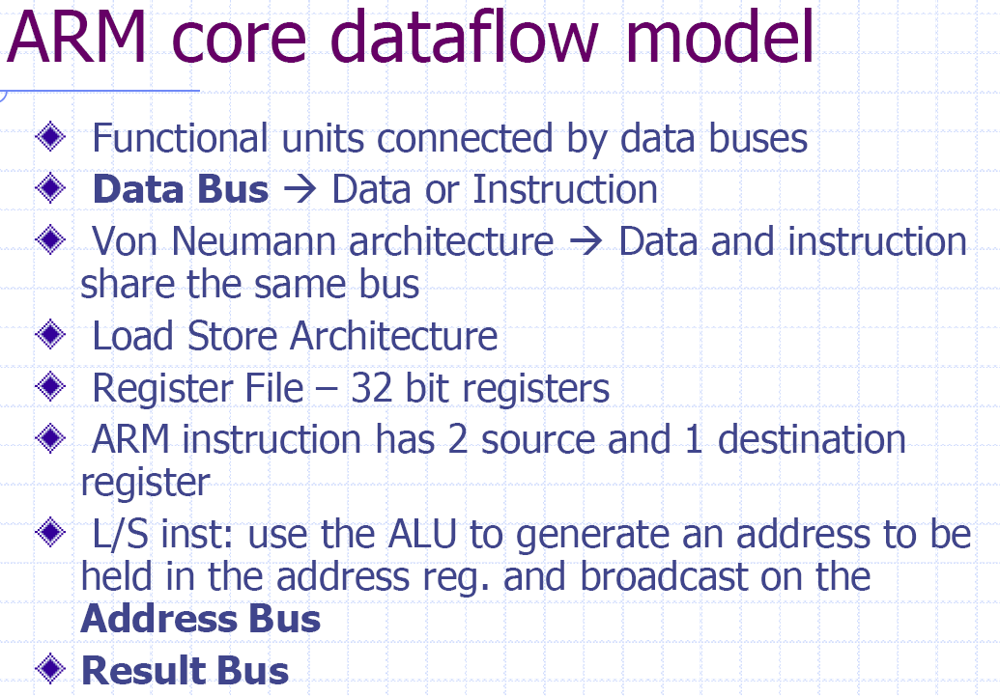 ARM core dataflow model
Functional units connected by data buses
Data Bus → Data or Instruction
Von Neumann architecture → Data and instruction
share the same bus
Load Store Architecture
Register File – 32 bit registers
ARM instruction has 2 source and 1 destination
register
L/S inst: use the ALU to generate an address to be
held in the address reg. and broadcast on the
Address Bus
Result Bus